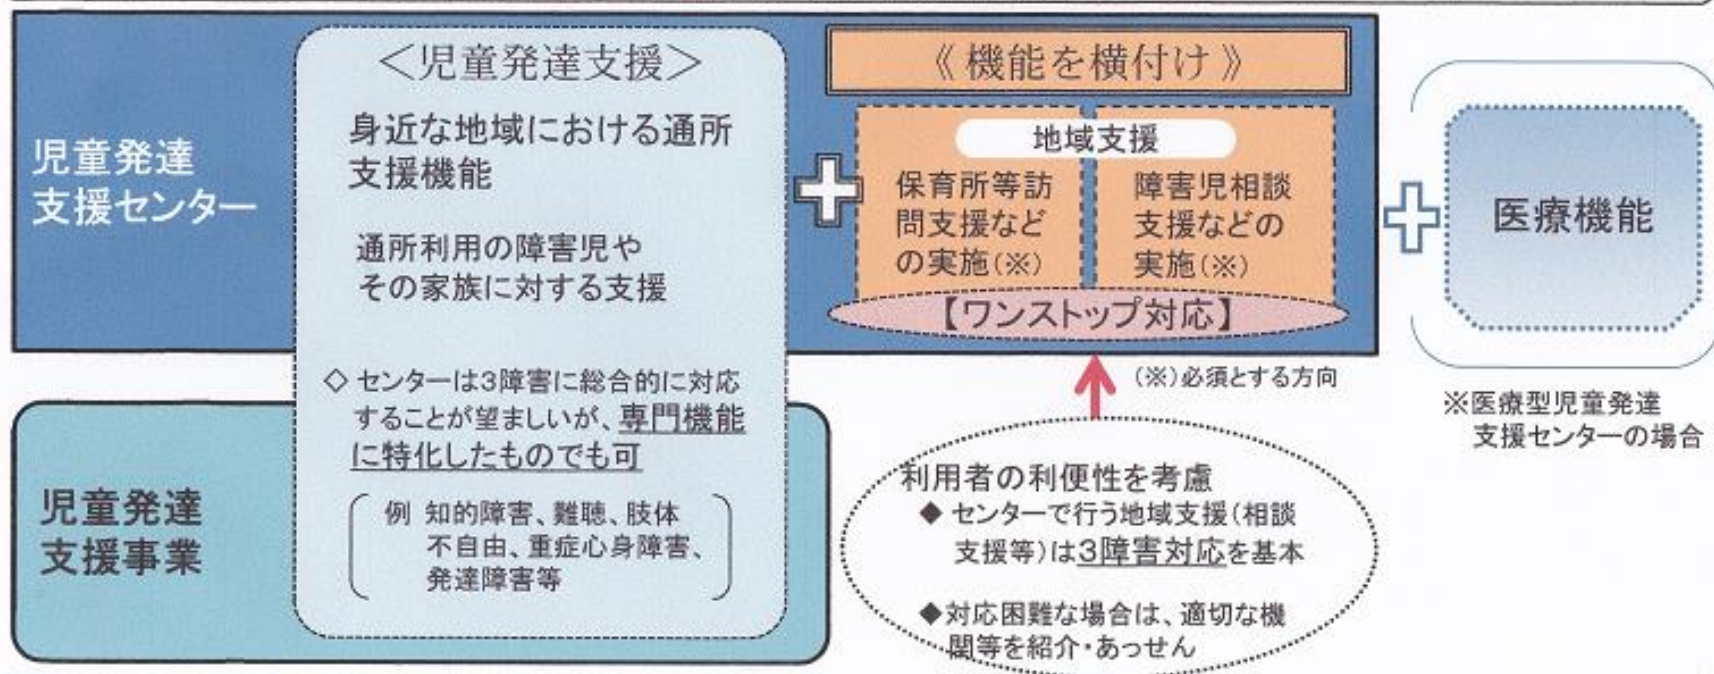 児童発達
支援センター
＜児童発達支援＞
身近な地域における通所
支援機能
通所利用の障害児や
その家族に対する支援
◇ センターは３障害に総合的に対応
することが望ましいが、専門機能
に特化したものでも可
例 知的障害、難聴、肢体
不自由、重症心身障害、
発達障害等
《 機能を横付け 》
地域支援
保育所等訪
問支援など
の実施(※)
障害児相談
支援などの
実施(※)
【ワンストップ対応】
(※)必須とする方向
医療機能
※医療型児童発達
支援センターの場合
児童発達
支援事業
利用者の利便性を考慮
◆ センターで行う地域支援(相談
支援等)は３障害対応を基本
◆対応困難な場合は、適切な機
関等を紹介・あっせん